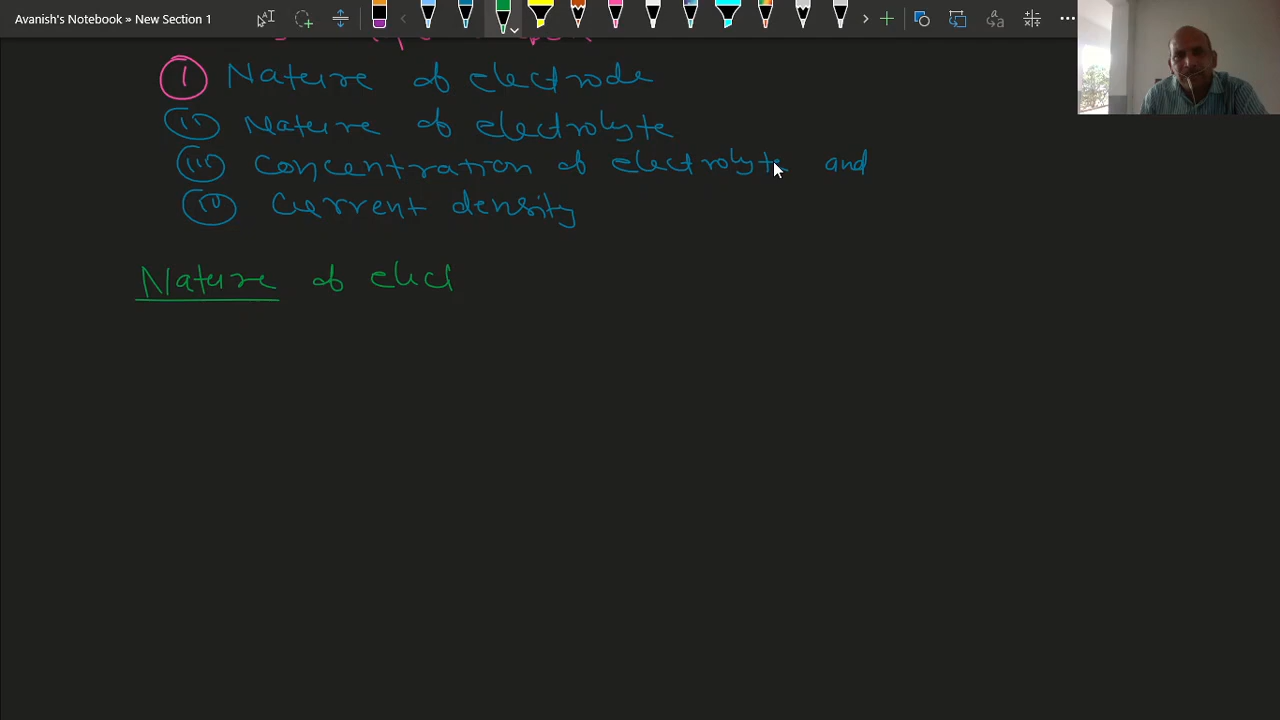 Avanish's Notebook » New Section 1
(i) Nature of electrode
(ii) Nature of electrolyte
(iii) Concentration of electrolyte and
(iv) Current density
Nature of elect